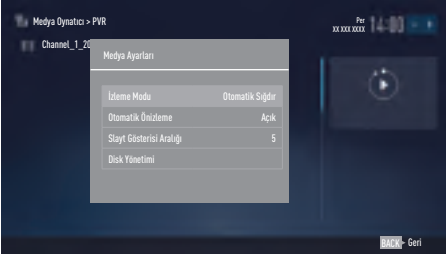 Medya Oynatıcı > PVR
Per
XX XXX XXXX
14:03
Channel_1_20
Medya Ayarları
İzleme Modu Otomatik Sığdır
Otomatik Önizleme Açık
Slayt Gösterisi Aralığı 5
Disk Yönetimi
BACK Geri